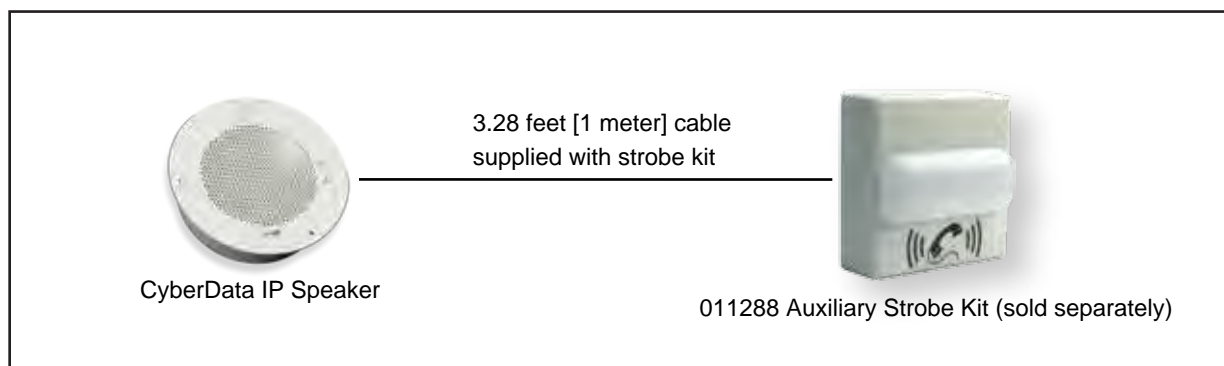 3.28 feet [1 meter] cable
supplied with strobe kit
CyberData IP Speaker
011288 Auxiliary Strobe Kit (sold separately)